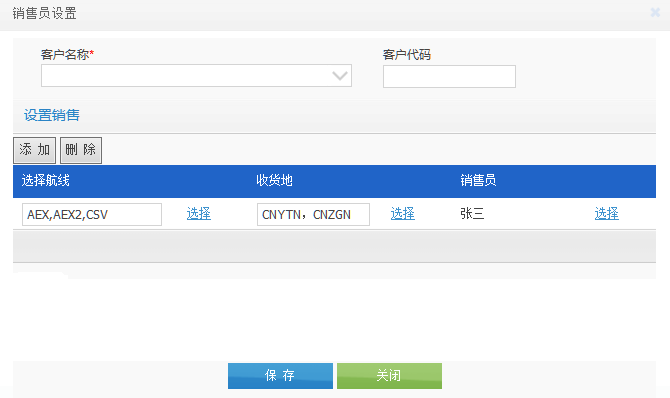 销售员设置
客户名称* 客户代码
设置销售
添 加 删 除
选择航线 收货地 销售员
AEX,AEX2,CSV 选择 CNYTN，CNZGN 选择 张三 选择
保 存 关闭